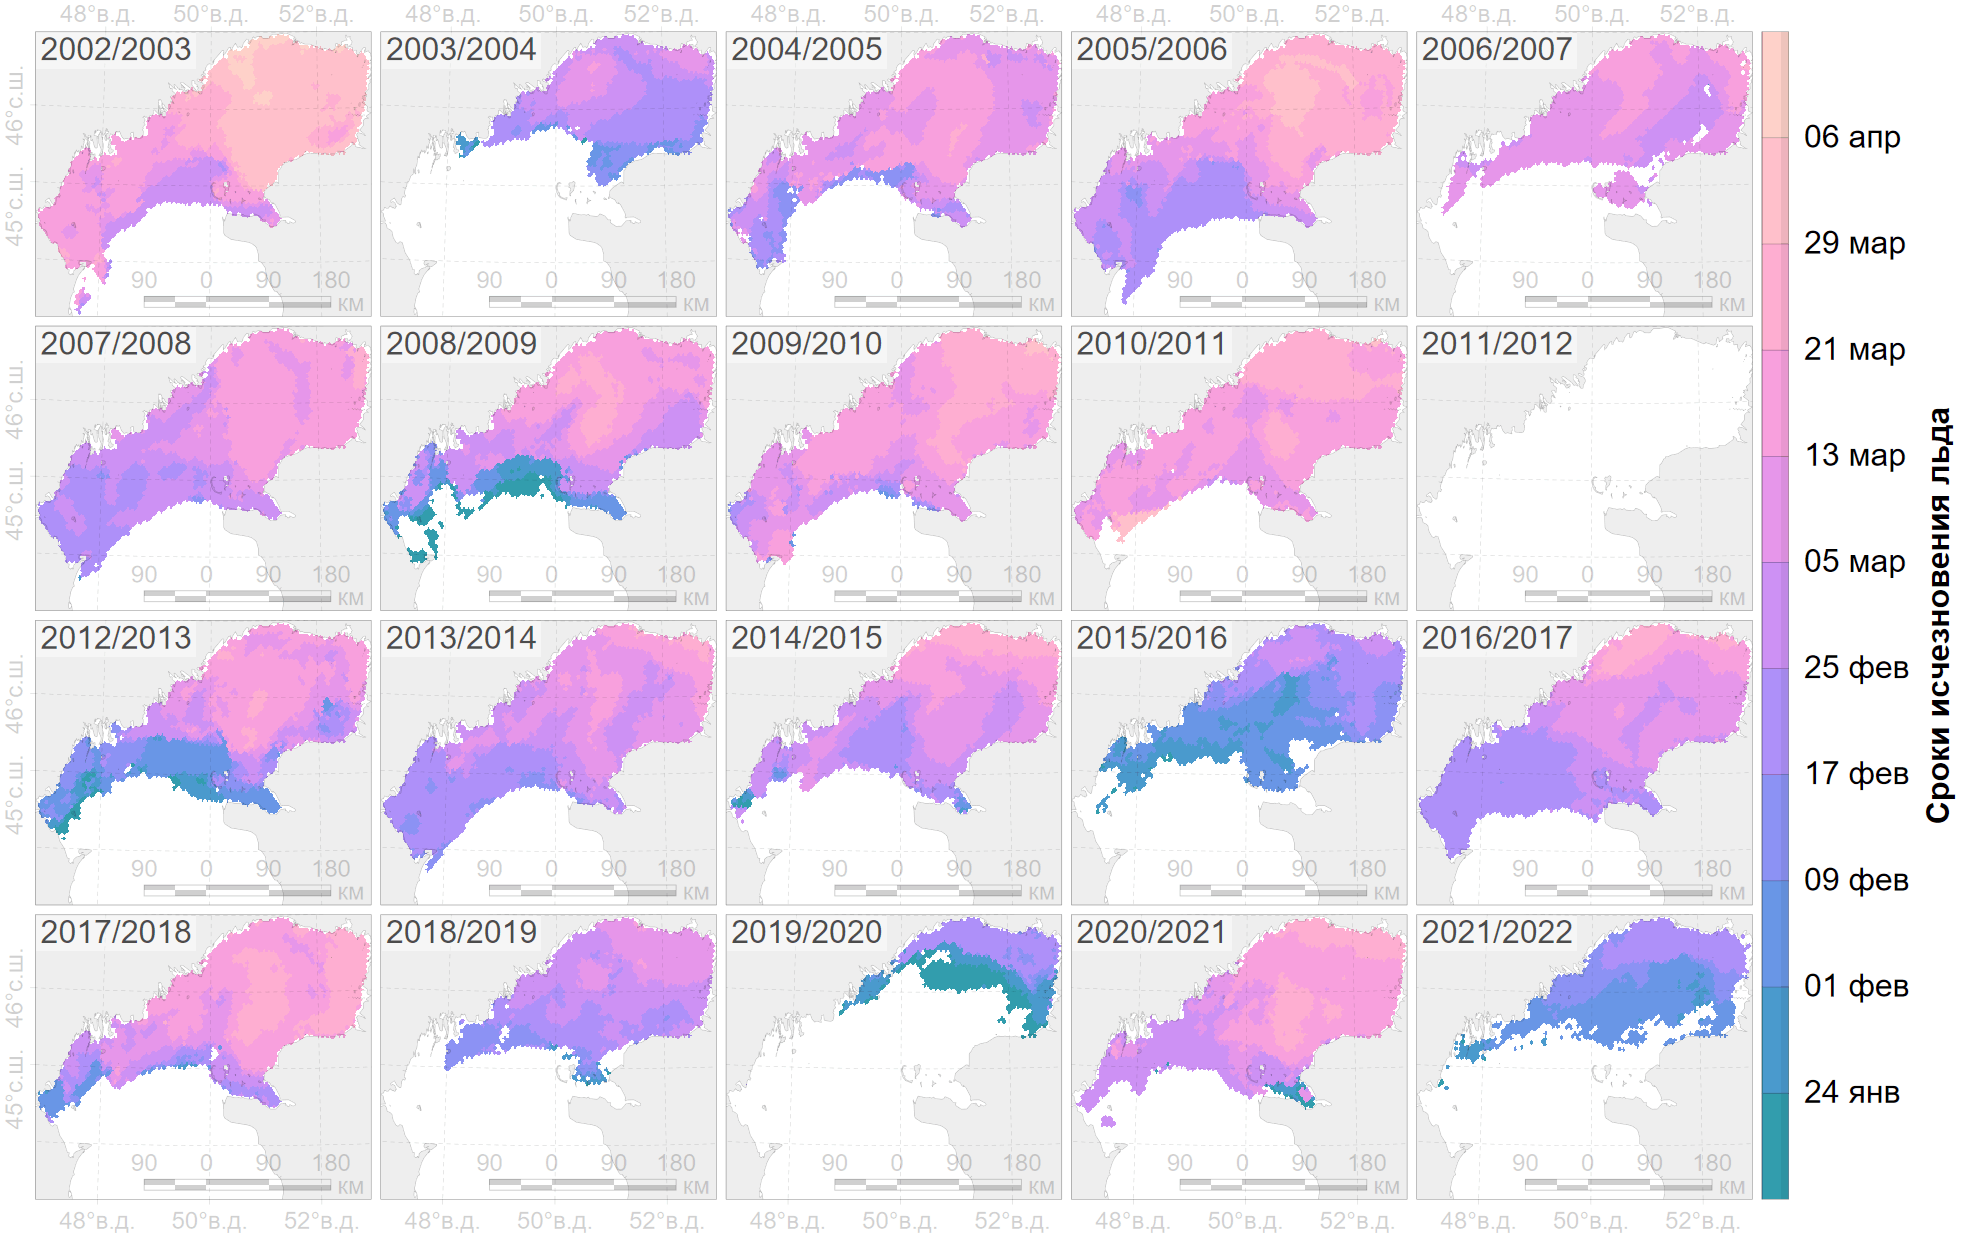 48°в.д. 50°в.д. 52°в.д. 48°в.д. 50°в.д. 52°в.д. 48°в.д. 50°в.д. 52°в.д. 48°в.д. 50°в.д. 52°в.д. 48°в.д. 50°в.д. 52°в.д.
2002/2003 2003/2004 2004/2005 2005/2006 2006/2007
46°с.ш.
45°с.ш.
90 0 90 180 90 0 90 180 90 0 90 180 90 0 90 180 90 0 90 180
км км км км км
2007/2008 2008/2009 2009/2010 2010/2011 2011/2012
46°с.ш.
45°с.ш.
90 0 90 180 90 0 90 180 90 0 90 180 90 0 90 180 90 0 90 180
км км км км км
2012/2013 2013/2014 2014/2015 2015/2016 2016/2017
46°с.ш.
45°с.ш.
90 0 90 180 90 0 90 180 90 0 90 180 90 0 90 180 90 0 90 180
км км км км км
2017/2018 2018/2019 2019/2020 2020/2021 2021/2022
46°с.ш.
45°с.ш.
90 0 90 180 90 0 90 180 90 0 90 180 90 0 90 180 90 0 90 180
км км км км км
48°в.д. 50°в.д. 52°в.д. 48°в.д. 50°в.д. 52°в.д. 48°в.д. 50°в.д. 52°в.д. 48°в.д. 50°в.д. 52°в.д. 48°в.д. 50°в.д. 52°в.д.
06 апр
29 мар
21 мар
13 мар
05 мар
25 фев
17 фев
09 фев
01 фев
24 янв
Сроки исчезновения льда